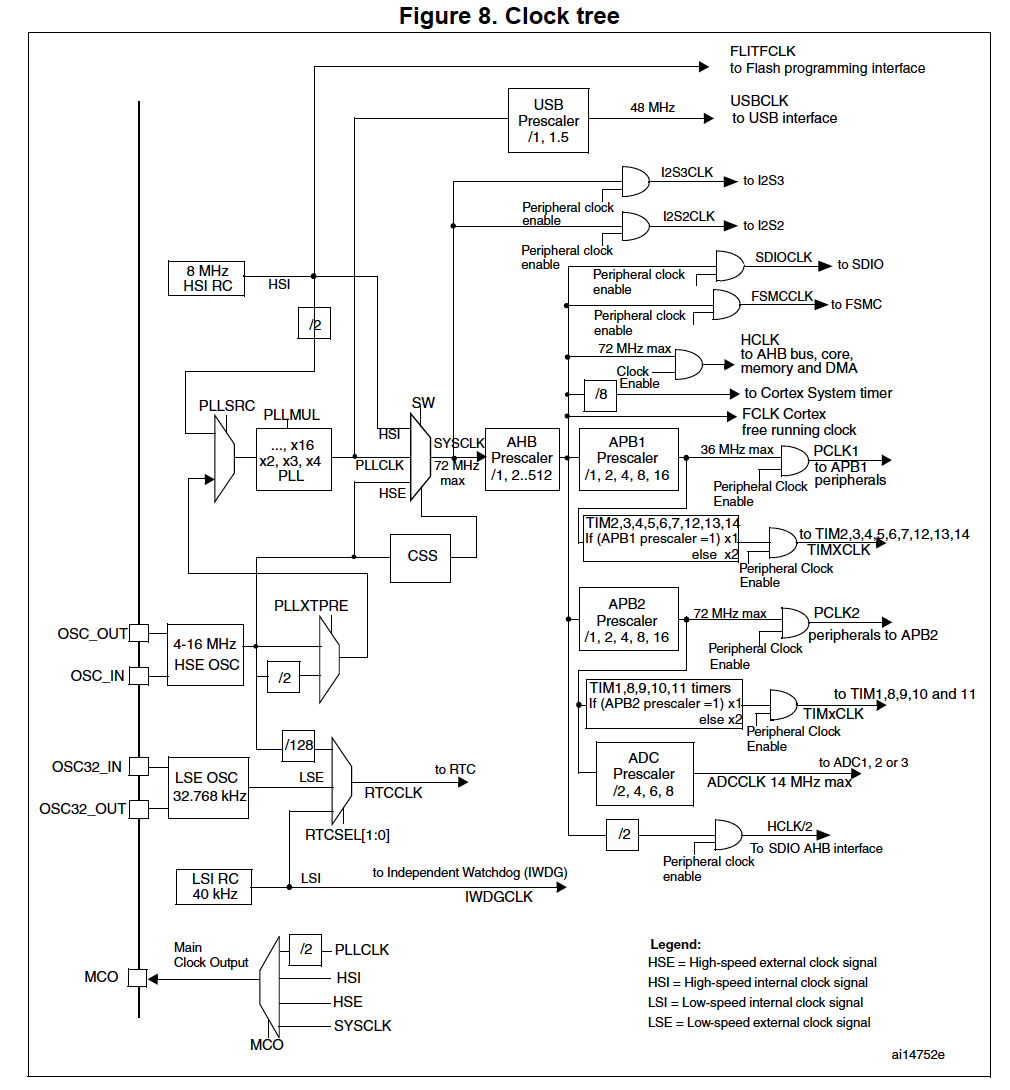 Figure 8. Clock tree
FLITFCLK
to Flash programming interface
USB
Prescaler
/1, 1.5
48 MHz
USBCLK
to USB interface
I2S3CLK
to I2S3
Peripheral clock
enable
I2S2CLK
to I2S2
Peripheral clock
enable
SDIOCLK
to SDIO
Peripheral clock
enable
FSMCCLK
to FSMC
Peripheral clock
enable
8 MHz
HSI RC
HSI
/2
72 MHz max
Clock
Enable
HCLK
to AHB bus, core,
memory and DMA
/8
to Cortex System timer
FCLK Cortex
free running clock
PLLSRC
PLLMUL
..., x16
x2, x3, x4
PLL
SW
HSI
PLLCLK
HSE
SYSCLK
72 MHz
max
AHB
Prescaler
/1, 2..512
APB1
Prescaler
/1, 2, 4, 8, 16
36 MHz max
PCLK1
to APB1
peripherals
Peripheral Clock
Enable
TIM2,3,4,5,6,7,12,13,14
If (APB1 prescaler =1) x1
else x2
to TIM2,3,4,5,6,7,12,13,14
TIMXCLK
Peripheral Clock
Enable
CSS
PLLXTPRE
OSC_OUT
OSC_IN
4-16 MHz
HSE OSC
/2
APB2
Prescaler
/1, 2, 4, 8, 16
72 MHz max
PCLK2
peripherals to APB2
Peripheral Clock
Enable
TIM1,8,9,10,11 timers
If (APB2 prescaler =1) x1
else x2
to TIM1,8,9,10 and 11
TIMxCLK
Peripheral Clock
Enable
/128
OSC32_IN
OSC32_OUT
LSE OSC
32.768 kHz
LSE
to RTC
RTCCLK
RTCSEL[1:0]
ADC
Prescaler
/2, 4, 6, 8
to ADC1, 2 or 3
ADCCLK 14 MHz max
/2
HCLK/2
To SDIO AHB interface
Peripheral clock
enable
LSI RC
40 kHz
LSI
to Independent Watchdog (IWDG)
IWDGCLK
MCO
Main
Clock Output
/2
PLLCLK
HSI
HSE
SYSCLK
MCO
Legend:
HSE = High-speed external clock signal
HSI = High-speed internal clock signal
LSI = Low-speed internal clock signal
LSE = Low-speed external clock signal
ai14752e